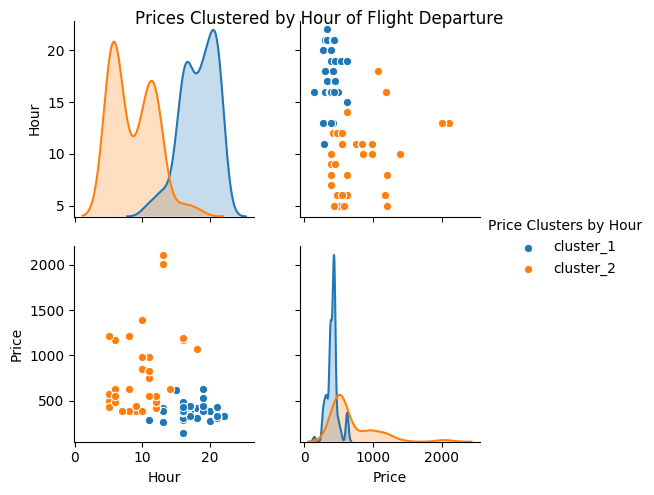 Prices Clustered by Hour of Flight Departure
Hour
20
15
10
5
Price Clusters by Hour
cluster_1
cluster_2
Price
2000
1500
1000
500
0
10
20
Hour
0
1000
2000
Price